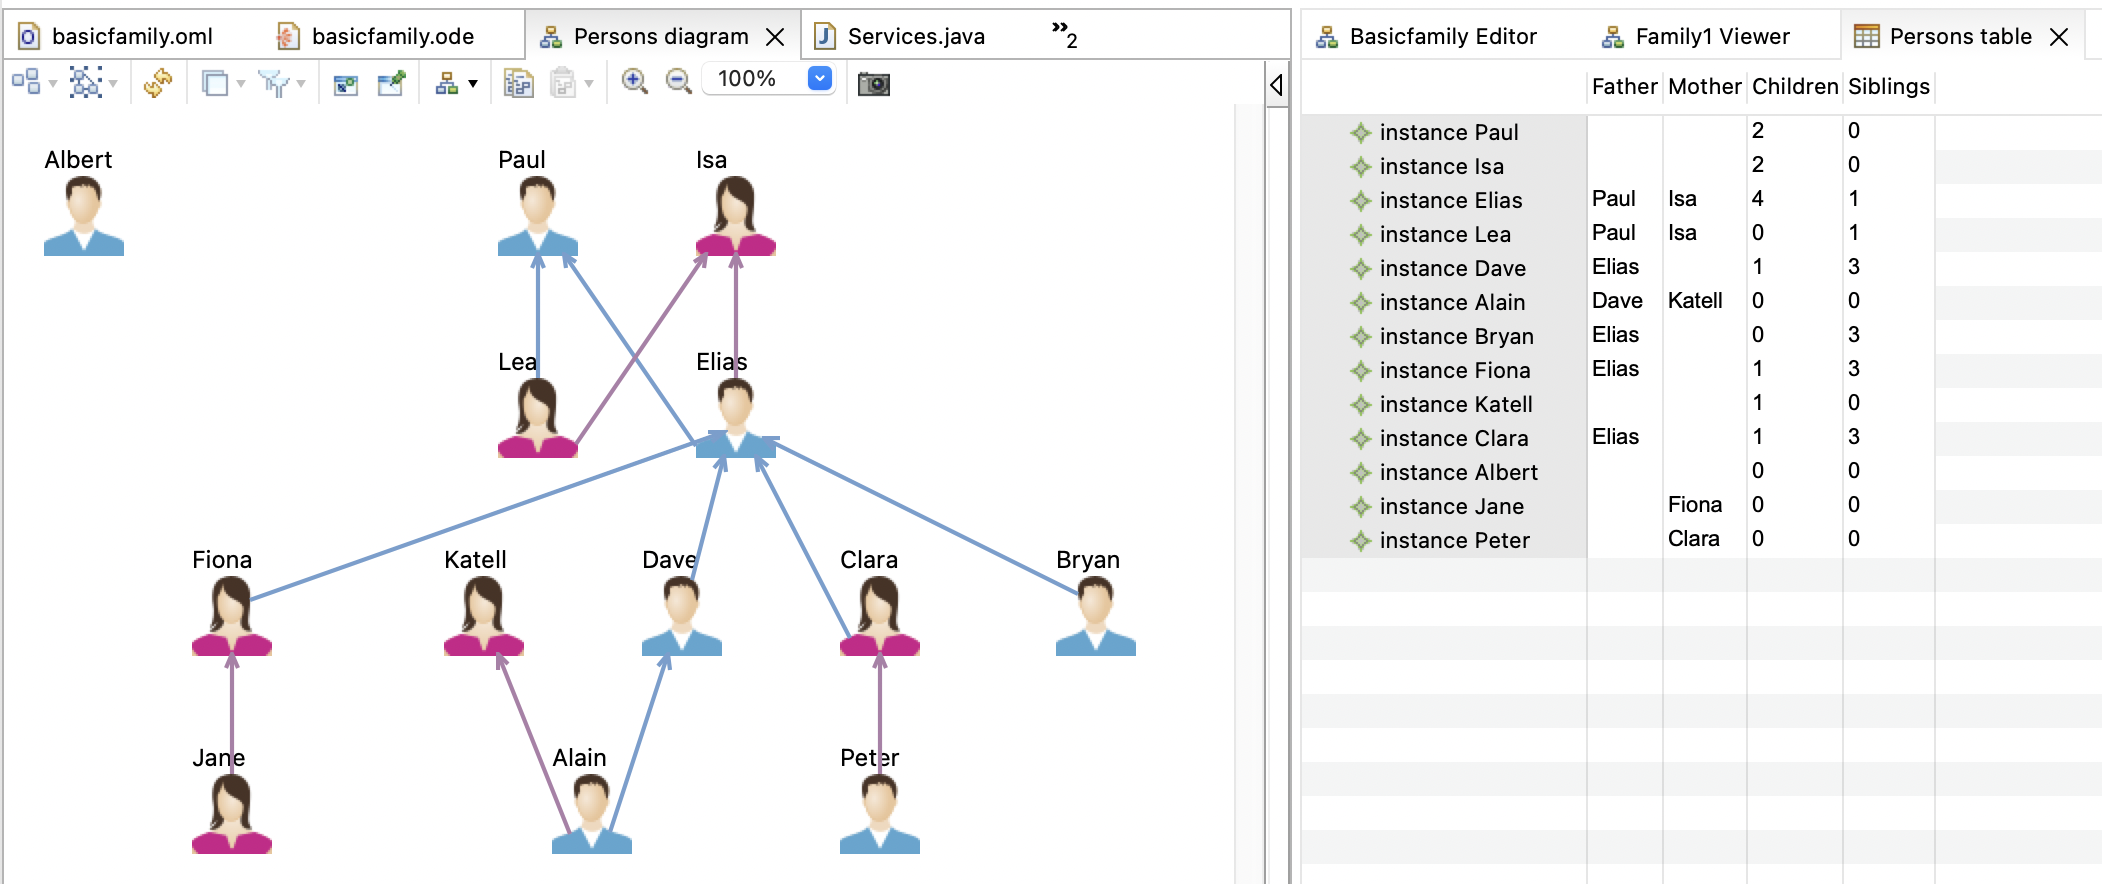 basicfamily.oml basicfamily.ode Persons diagram Services.java »2
100%
Albert Paul Isa
Lea Elias
Fiona Katell Dave Clara Bryan
Jane Alain Peter
Basicfamily Editor Family1 Viewer Persons table
Father Mother Children Siblings
instance Paul 2 0
instance Isa 2 0
instance Elias Paul Isa 4 1
instance Lea Paul Isa 0 1
instance Dave Elias 1 3
instance Alain Dave Katell 0 0
instance Bryan Elias 0 3
instance Fiona Elias 1 3
instance Katell 1 0
instance Clara Elias 1 3
instance Albert 0 0
instance Jane Fiona 0 0
instance Peter Clara 0 0